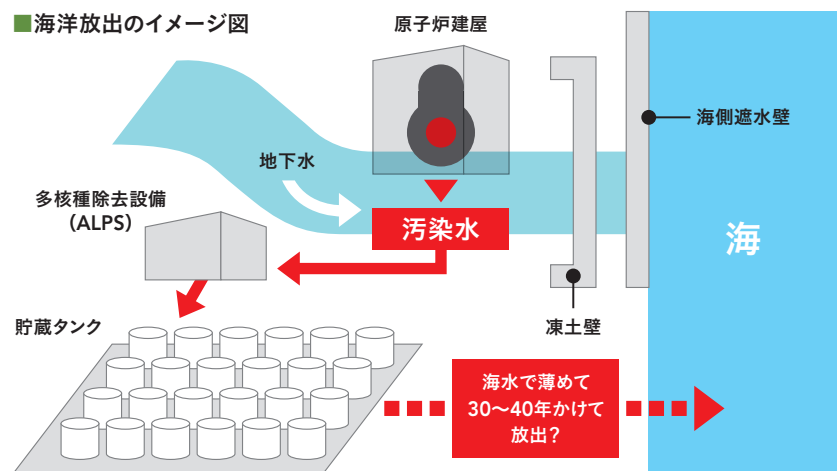 ■海洋放出のイメージ図
原子炉建屋
海側遮水壁
地下水
多核種除去設備
（ALPS）
汚染水
海
貯蔵タンク
凍土壁
海水で薄めて
30〜40年かけて
放出？